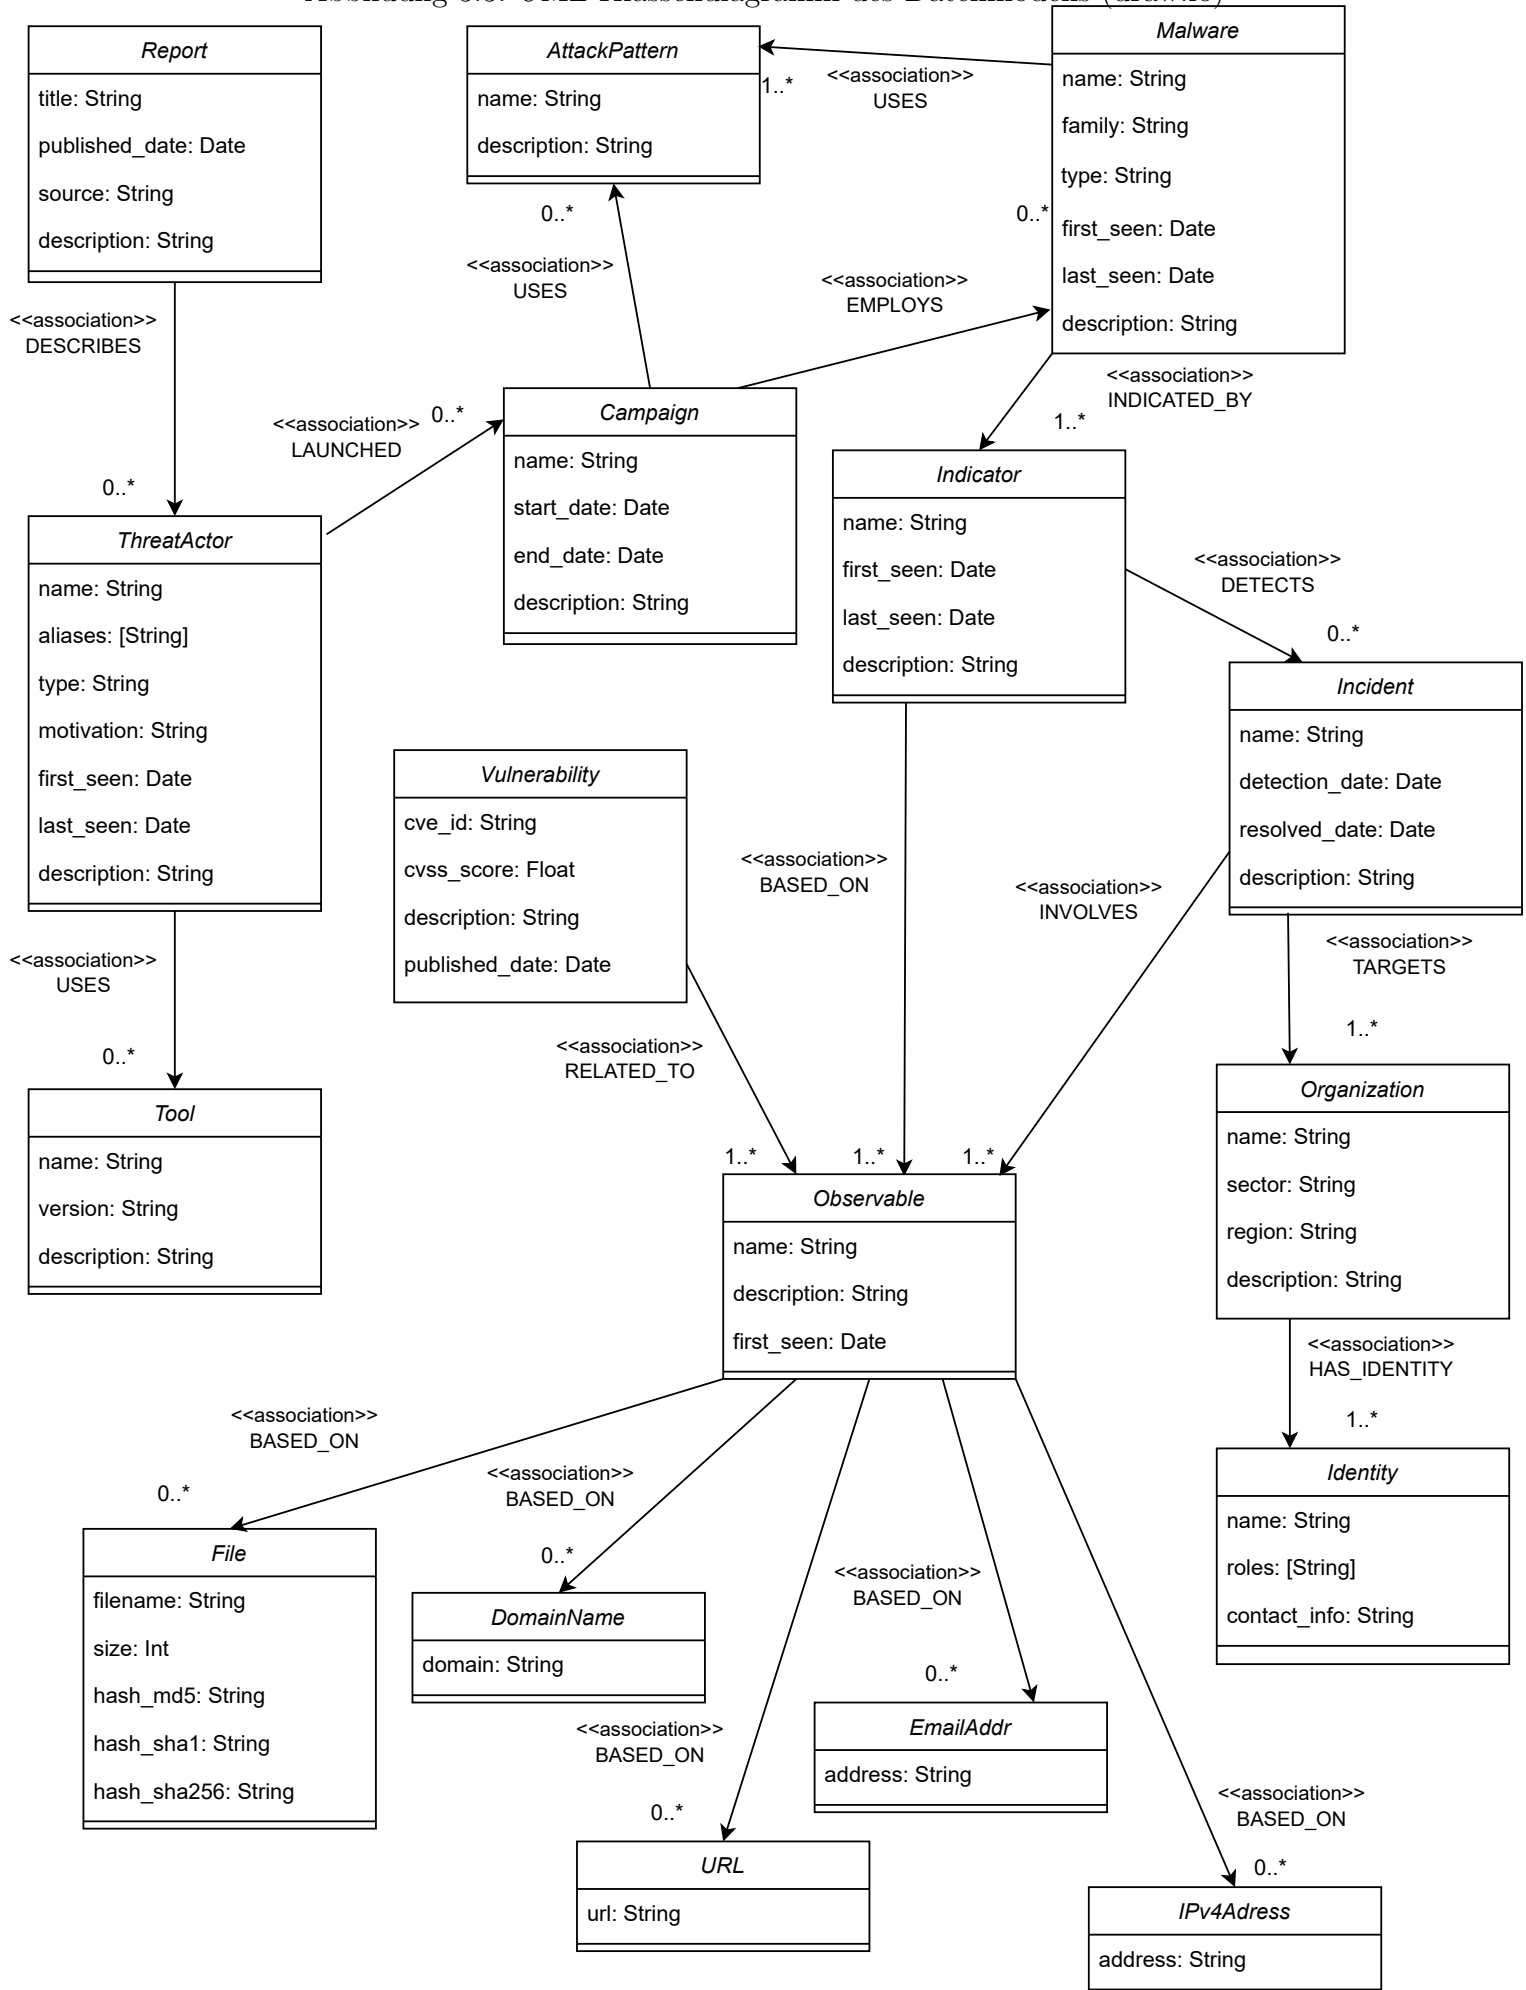 Abbildung 3.3: UML-Klassendiagramm des Datenmodells (draw.io)
Report
title: String
published_date: Date
source: String
description: String
AttackPattern
name: String
description: String
1..*
<<association>>
USES
Malware
name: String
family: String
type: String
first_seen: Date
last_seen: Date
description: String
0..*
<<association>>
USES
0..*
<<association>>
EMPLOYS
<<association>>
DESCRIBES
0..*
<<association>>
LAUNCHED
0..*
Campaign
name: String
start_date: Date
end_date: Date
description: String
<<association>>
INDICATED_BY
1..*
Indicator
name: String
first_seen: Date
last_seen: Date
description: String
<<association>>
DETECTS
0..*
ThreatActor
name: String
aliases: [String]
type: String
motivation: String
first_seen: Date
last_seen: Date
description: String
Incident
name: String
detection_date: Date
resolved_date: Date
description: String
Vulnerability
cve_id: String
cvss_score: Float
description: String
published_date: Date
<<association>>
BASED_ON
<<association>>
INVOLVES
<<association>>
TARGETS
1..*
<<association>>
USES
0..*
<<association>>
RELATED_TO
1..*
1..*
1..*
Tool
name: String
version: String
description: String
Observable
name: String
description: String
first_seen: Date
Organization
name: String
sector: String
region: String
description: String
<<association>>
HAS_IDENTITY
1..*
<<association>>
BASED_ON
0..*
<<association>>
BASED_ON
0..*
Identity
name: String
roles: [String]
contact_info: String
File
filename: String
size: Int
hash_md5: String
hash_sha1: String
hash_sha256: String
DomainName
domain: String
<<association>>
BASED_ON
0..*
EmailAddr
address: String
<<association>>
BASED_ON
0..*
URL
url: String
<<association>>
BASED_ON
0..*
IPv4Adress
address: String